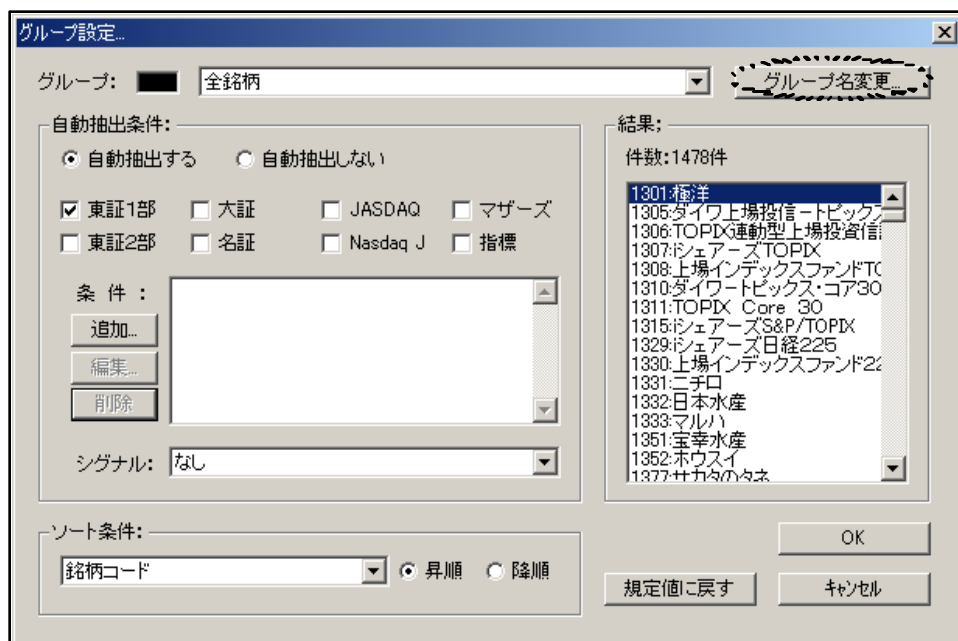 グループ設定...
グループ: 全銘柄 グループ名変更...
自動抽出条件:
自動抽出する 自動抽出しない
東証1部 大証 JASDAQ マザーズ
東証2部 名証 Nasdaq J 指標
条 件 :
追加...
編集...
削除
シグナル: なし
結果;
件数:1478件
1301:極洋
1305:ダイワ上場投信-トピックス
1306:TOPIX連動型上場投資信
1307:iシェアーズTOPIX
1308:上場インデックスファンドTO
1310:ダイワートピックス・コア30
1311:TOPIX Core 30
1315:iシェアーズS&P/TOPIX
1329:iシェアーズ日経225
1330:上場インデックスファンド22
1331:ニチロ
1332:日本水産
1333:マルハ
1351:宝幸水産
1352:ホウスイ
1377:サカタのタネ
ソート条件:
銘柄コード 昇順 降順
OK
規定値に戻す キャンセル